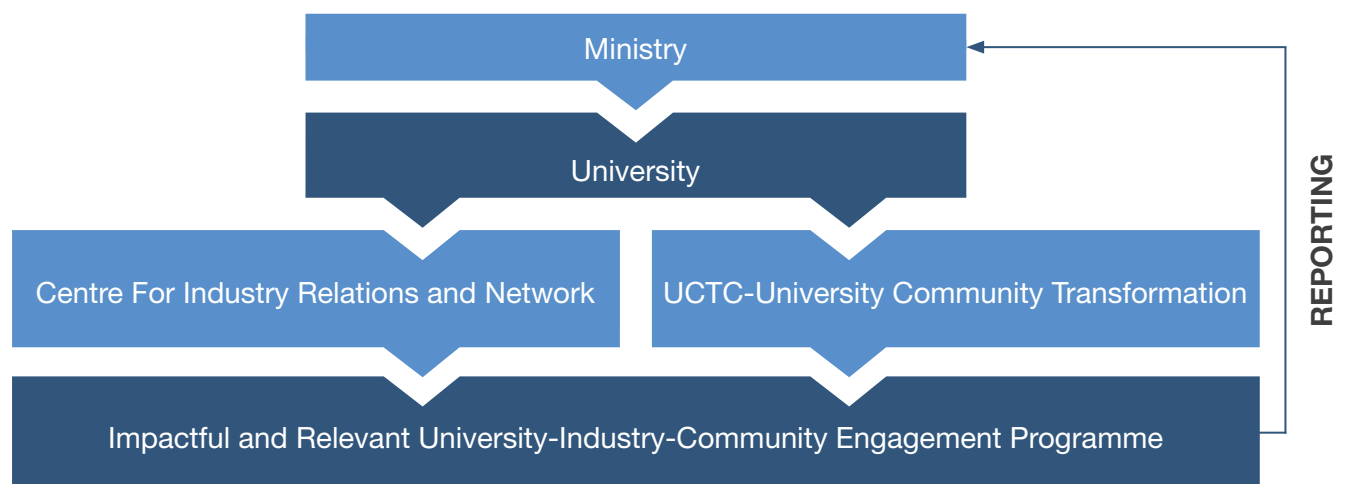 Ministry
University
Centre For Industry Relations and Network
UCTC-University Community Transformation
Impactful and Relevant University-Industry-Community Engagement Programme
REPORTING